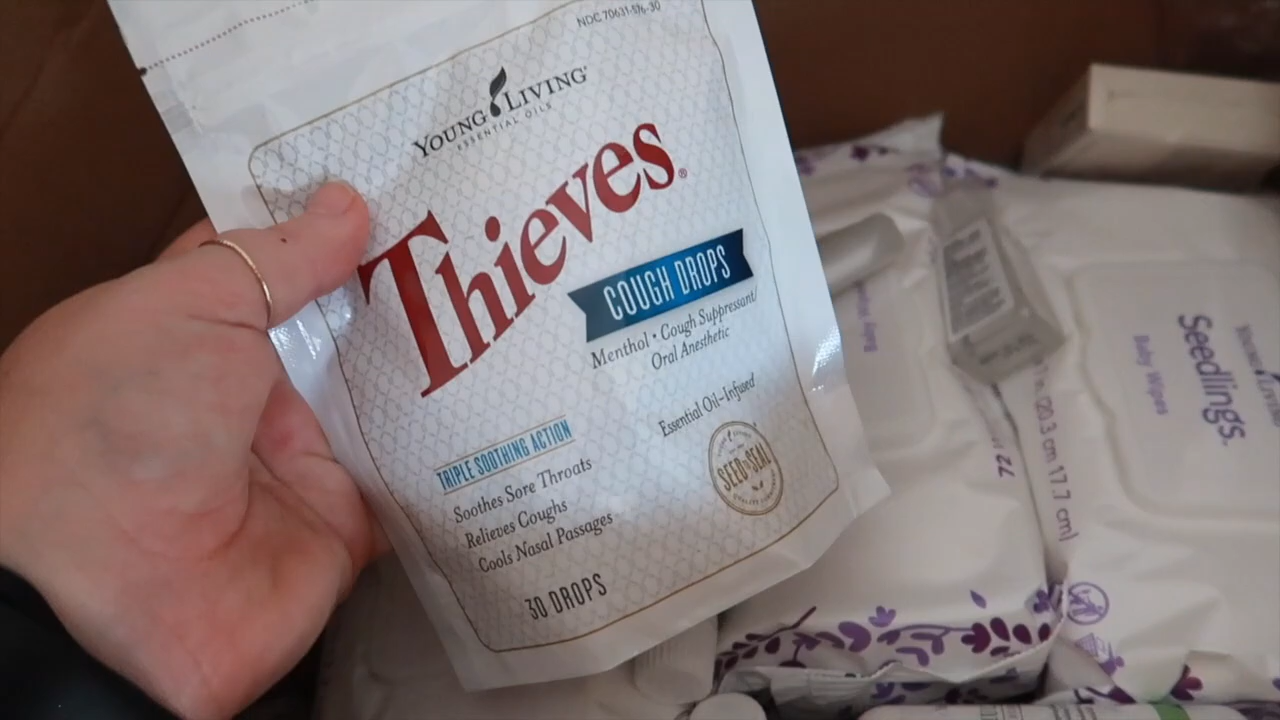 NDC 70631-576-30
YOUNG LIVING
ESSENTIAL OILS
Thieves®
COUGH DROPS
Menthol • Cough Suppressant/
Oral Anesthetic
Essential Oil–Infused
SEED TO SEAL
TRIPLE SOOTHING ACTION
Soothes Sore Throats
Relieves Coughs
Cools Nasal Passages
30 DROPS
YOUNG LIVING
Seedlings.
Baby Wipes
(20.3 cm 17.7 cm)
72